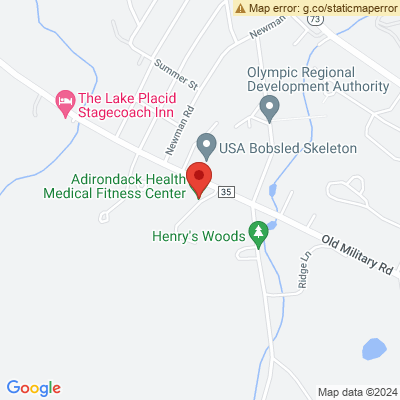 Map error: g.co/staticmaperror
73
Newman
Summer St
Olympic Regional
Development Authority
The Lake Placid
Stagecoach Inn
Newman Rd
USA Bobsled Skeleton
Adirondack Health
Medical Fitness Center
35
Henry's Woods
Old Military Rd
Ridge Ln
Google
Map data ©2024